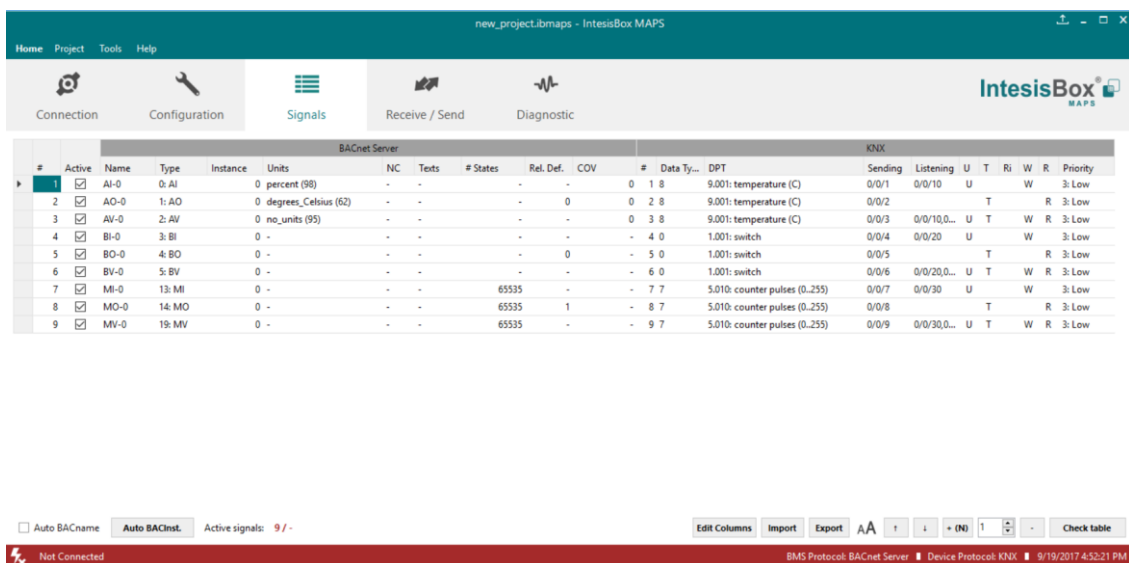 new_project.ibmaps - IntesisBox MAPS
Home Project Tools Help
Connection Configuration Signals Receive / Send Diagnostic
IntesisBox®
MAPS
BACnet Server KNX
# Active Name Type Instance Units NC Texts # States Rel. Def. COV # Data Ty... DPT Sending Listening U T Ri W R Priority
1 AI-0 0: AI 0 percent (98) - - - - 0 1 8 9.001: temperature (C) 0/0/1 0/0/10 U W 3: Low
2 AO-0 1: AO 0 degrees_Celsius (62) - - - 0 0 2 8 9.001: temperature (C) 0/0/2 T R 3: Low
3 AV-0 2: AV 0 no_units (95) - - - - 0 3 8 9.001: temperature (C) 0/0/3 0/0/10,0... U T W R 3: Low
4 BI-0 3: BI 0 - - - - - - 4 0 1.001: switch 0/0/4 0/0/20 U W 3: Low
5 BO-0 4: BO 0 - - - - 0 - 5 0 1.001: switch 0/0/5 T R 3: Low
6 BV-0 5: BV 0 - - - - - - 6 0 1.001: switch 0/0/6 0/0/20,0... U T W R 3: Low
7 MI-0 13: MI 0 - - - 65535 - - 7 7 5.010: counter pulses (0..255) 0/0/7 0/0/30 U W 3: Low
8 MO-0 14: MO 0 - - - 65535 1 - 8 7 5.010: counter pulses (0..255) 0/0/8 T R 3: Low
9 MV-0 19: MV 0 - - - 65535 - - 9 7 5.010: counter pulses (0..255) 0/0/9 0/0/30,0... U T W R 3: Low
Auto BACname Auto BACInst. Active signals: 9 / - Edit Columns Import Export AA ↑ ↓ + (N) 1 - Check table
Not Connected BMS Protocol: BACnet Server Device Protocol: KNX 9/19/2017 4:52:21 PM